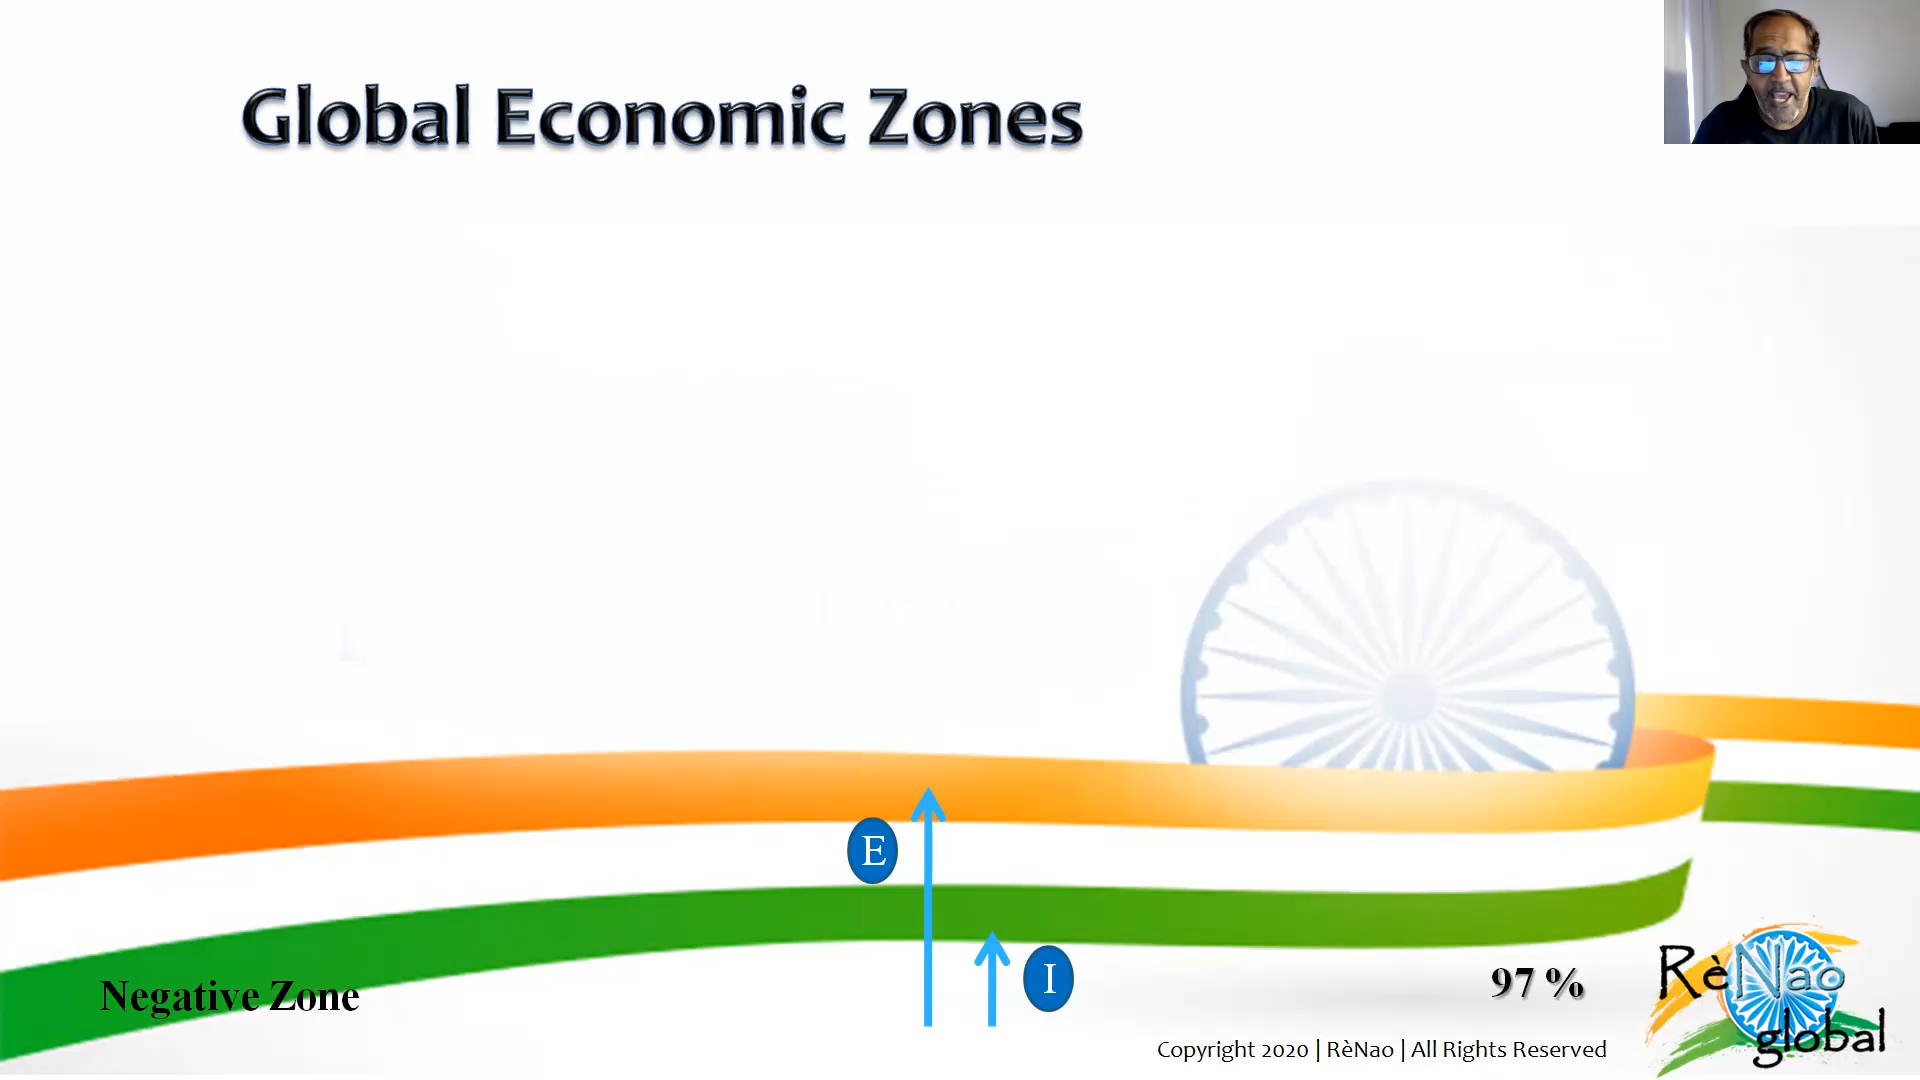 Global Economic Zones
E
I
Negative Zone
97 %
RèNao
global
Copyright 2020 | RèNao | All Rights Reserved